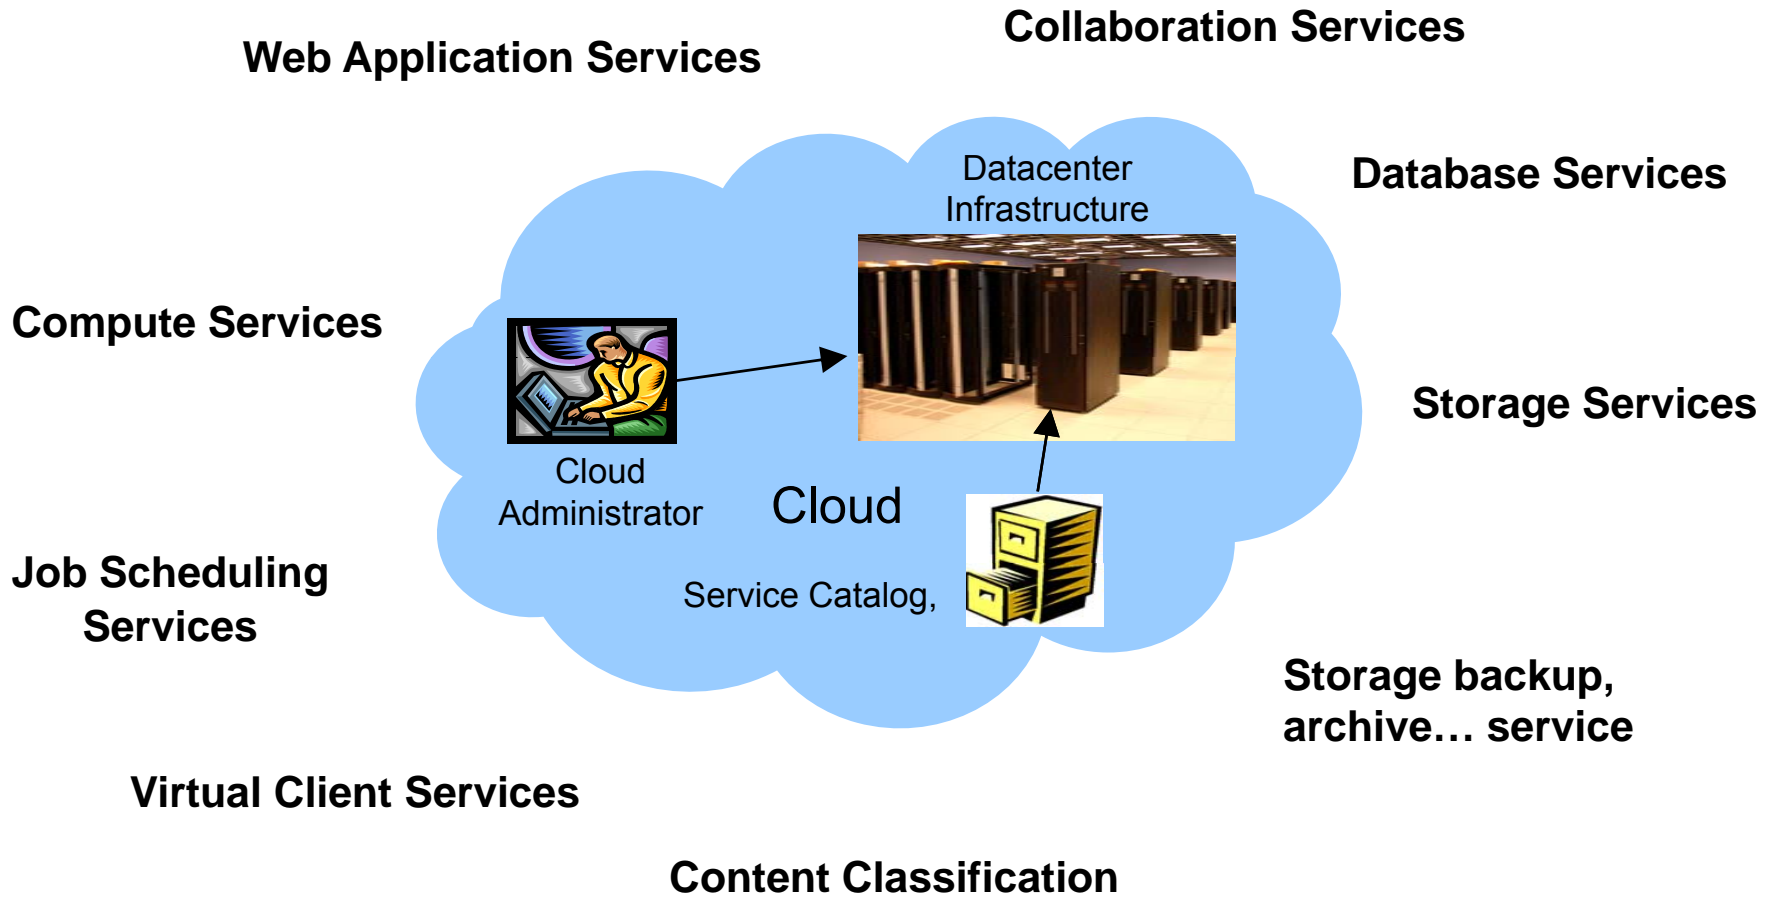 Collaboration Services
Web Application Services
Datacenter
Infrastructure
Database Services
Compute Services
Storage Services
Cloud
Administrator
Cloud
Job Scheduling
Services
Service Catalog,
Storage backup,
archive… service
Virtual Client Services
Content Classification